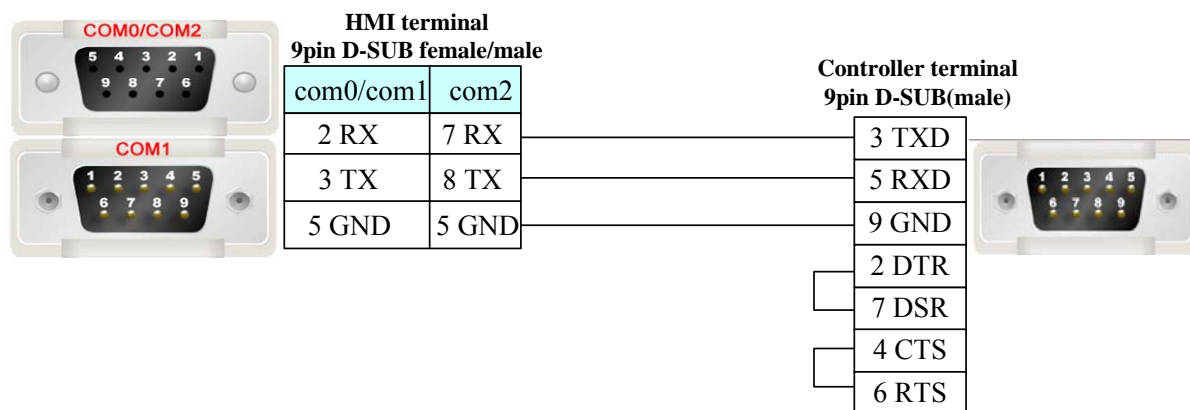 COM0/COM2
5 4 3 2 1
9 8 7 6
COM1
1 2 3 4 5
6 7 8 9
HMI terminal
9pin D-SUB female/male
com0/com1 com2
2 RX 7 RX
3 TX 8 TX
5 GND 5 GND
Controller terminal
9pin D-SUB(male)
3 TXD
5 RXD
9 GND
2 DTR
7 DSR
4 CTS
6 RTS
1 2 3 4 5
6 7 8 9